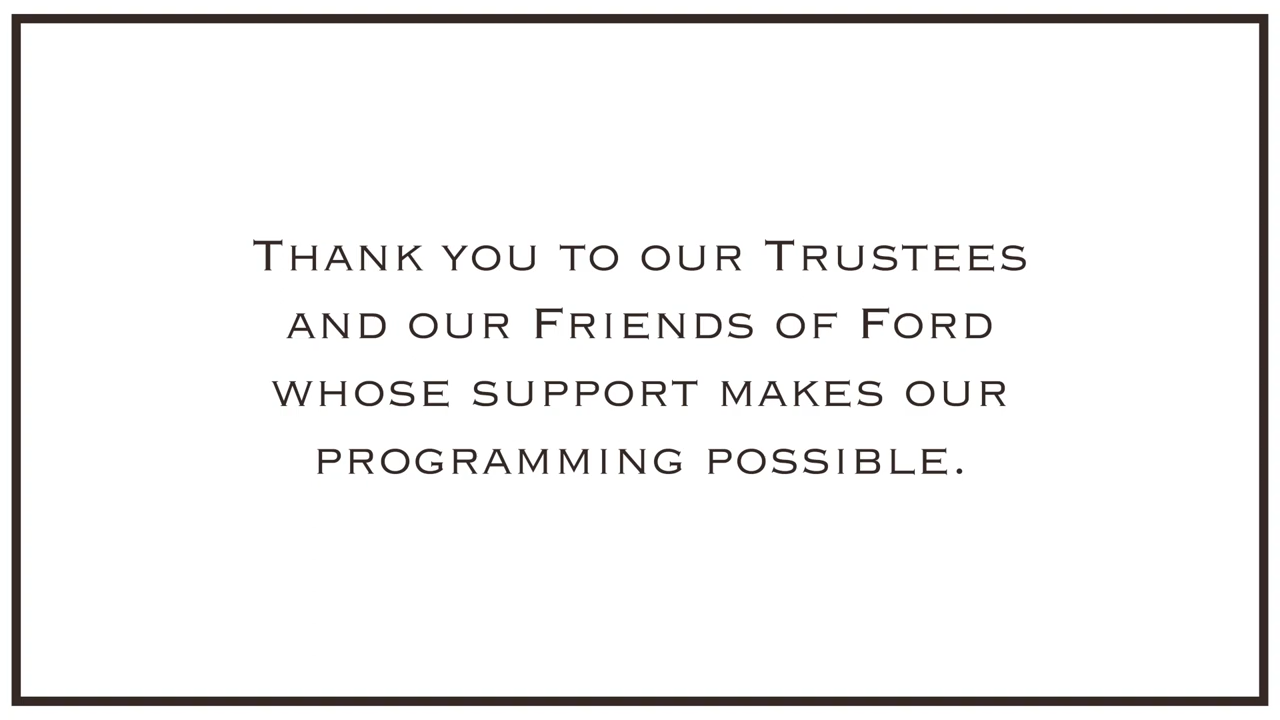 Thank you to our Trustees
and our Friends of Ford
whose support makes our
programming possible.